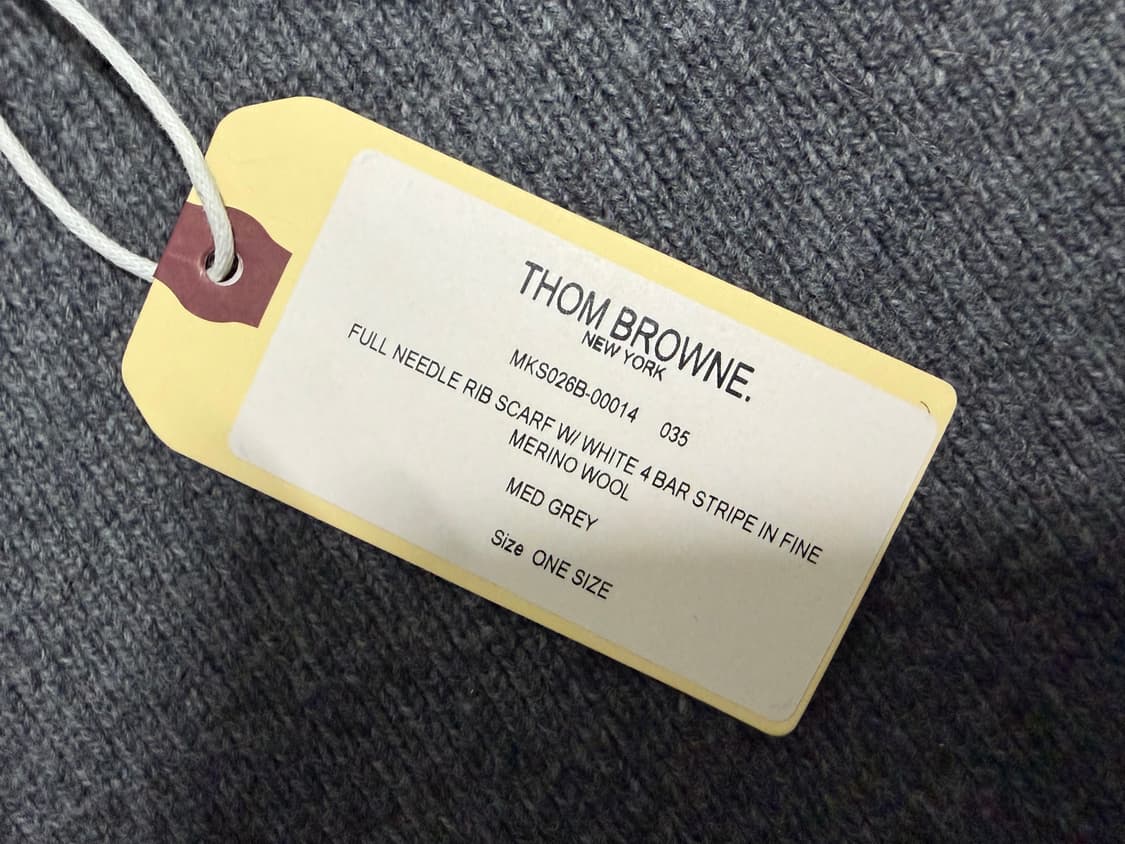 THOM BROWNE.
NEW YORK
MKS026B-00014 035
FULL NEEDLE RIB SCARF W/ WHITE 4 BAR STRIPE IN FINE
MERINO WOOL
MED GREY
Size ONE SIZE